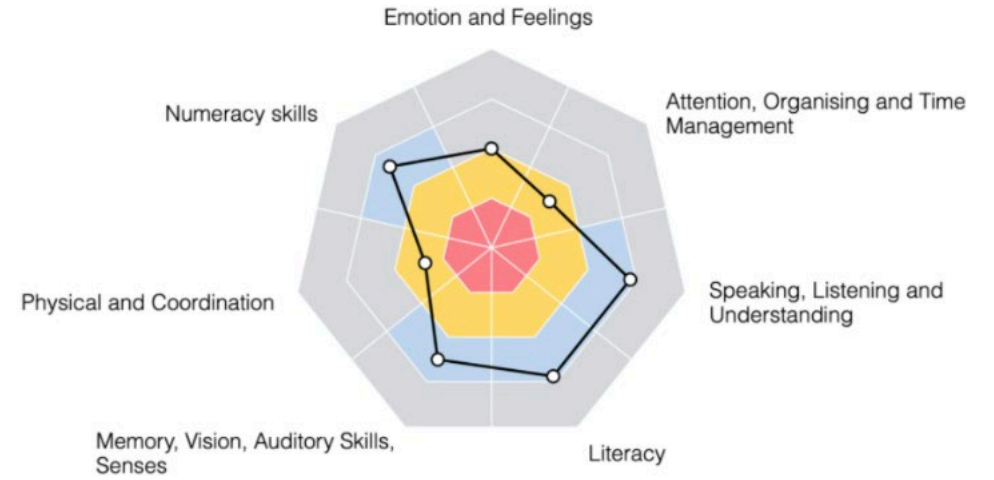 Emotion and Feelings
Numeracy skills
Attention, Organising and Time
Management
Physical and Coordination
Speaking, Listening and
Understanding
Memory, Vision, Auditory Skills,
Senses
Literacy